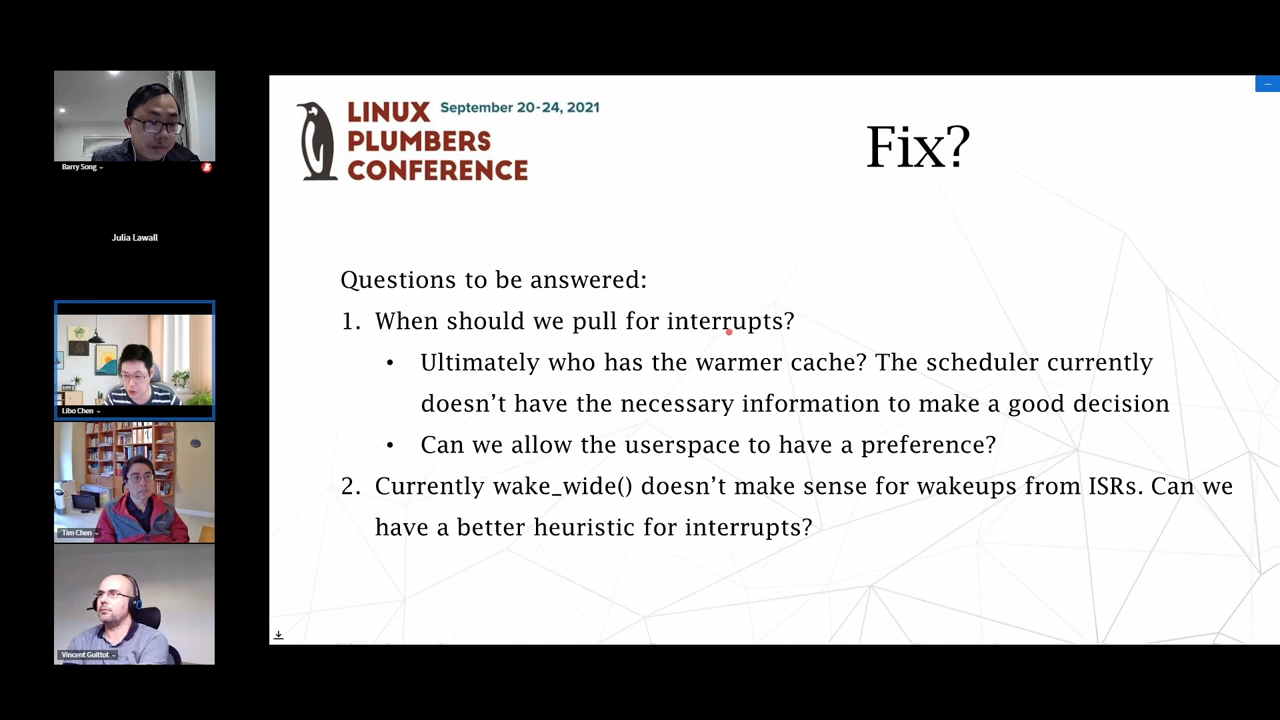 Barry Song
Julia Lawall
Libo Chen
Tim Chen
Vincent Guittot
LINUX
PLUMBERS
CONFERENCE
September 20-24, 2021
Fix?
Questions to be answered:
1. When should we pull for interrupts?
• Ultimately who has the warmer cache? The scheduler currently
doesn’t have the necessary information to make a good decision
• Can we allow the userspace to have a preference?
2. Currently wake_wide() doesn’t make sense for wakeups from ISRs. Can we
have a better heuristic for interrupts?